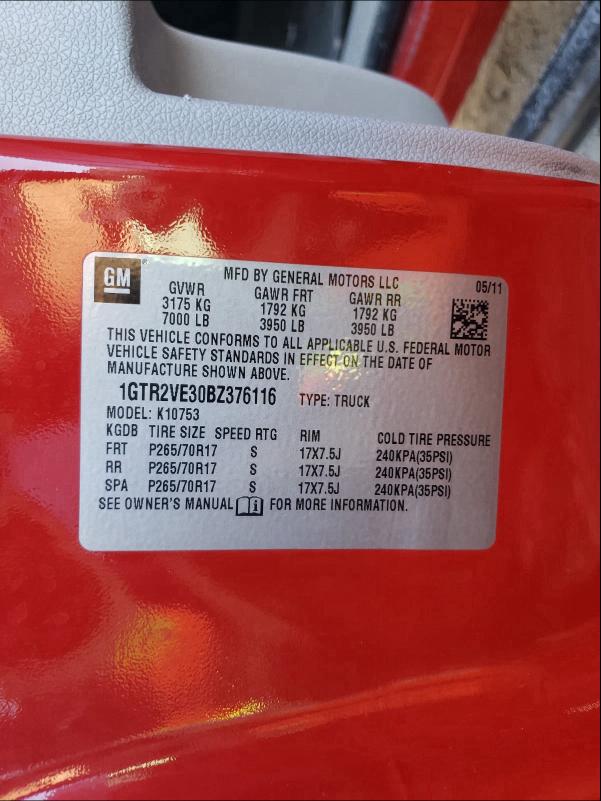 GM
MFD BY GENERAL MOTORS LLC 05/11
GVWR GAWR FRT GAWR RR
3175 KG 1792 KG 1792 KG
7000 LB 3950 LB 3950 LB
THIS VEHICLE CONFORMS TO ALL APPLICABLE U.S. FEDERAL MOTOR
VEHICLE SAFETY STANDARDS IN EFFECT ON THE DATE OF
MANUFACTURE SHOWN ABOVE.
1GTR2VE30BZ376116 TYPE: TRUCK
MODEL: K10753
KGDB TIRE SIZE SPEED RTG RIM COLD TIRE PRESSURE
FRT P265/70R17 S 17X7.5J 240KPA(35PSI)
RR P265/70R17 S 17X7.5J 240KPA(35PSI)
SPA P265/70R17 S 17X7.5J 240KPA(35PSI)
SEE OWNER'S MANUAL i FOR MORE INFORMATION.